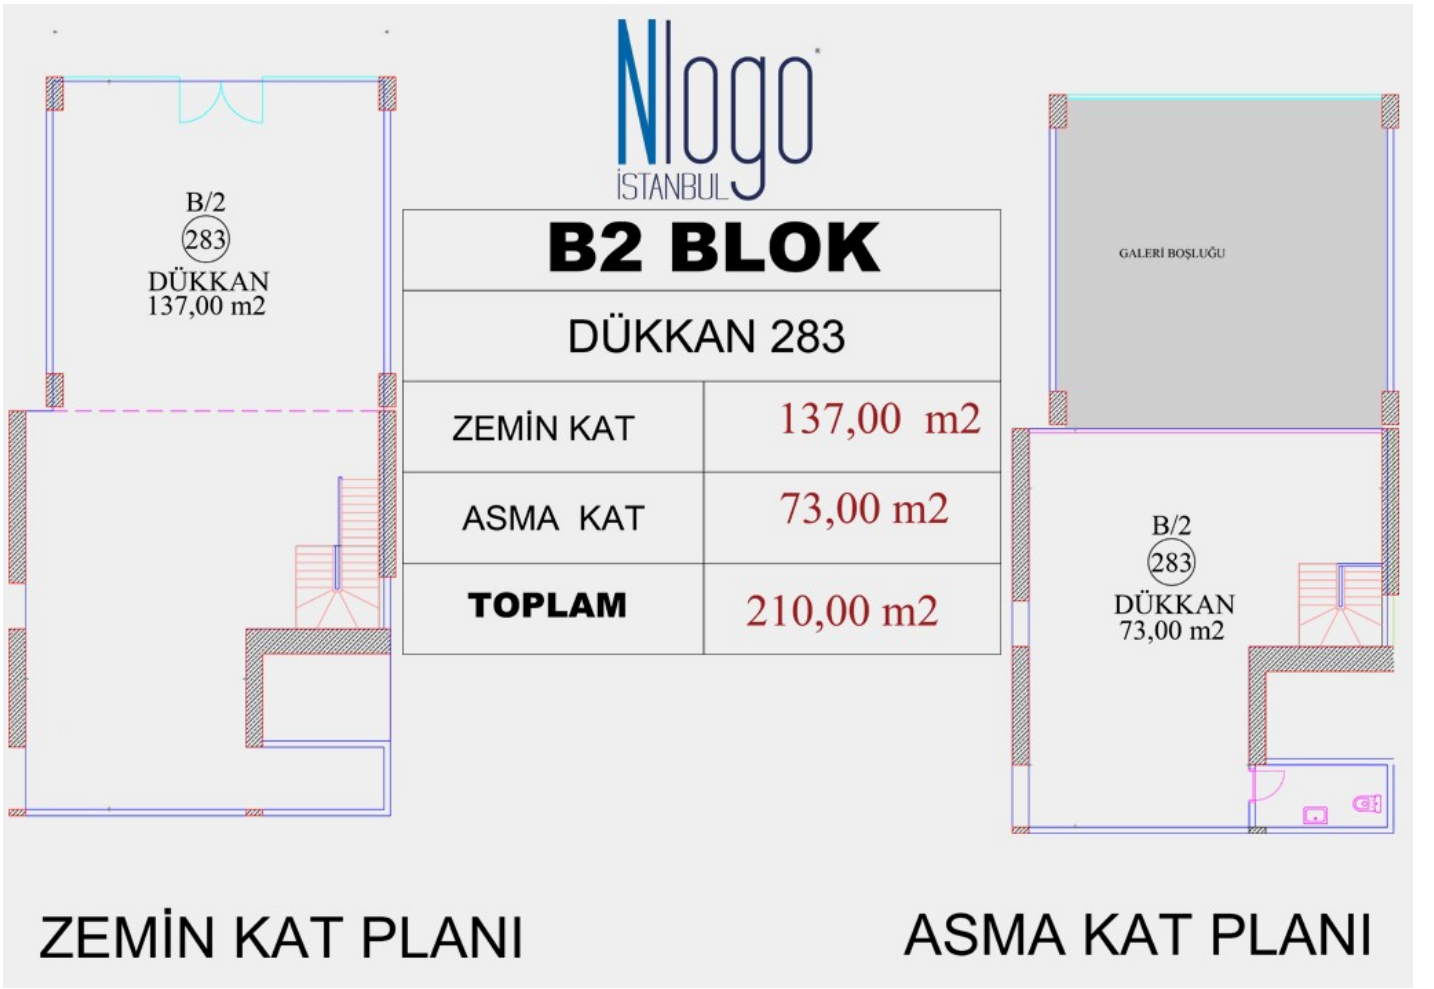 Nlogo
İSTANBUL
B2 BLOK
DÜKKAN 283
ZEMİN KAT 137,00 m2
ASMA KAT 73,00 m2
TOPLAM 210,00 m2
B/2
283
DÜKKAN
137,00 m2
ZEMİN KAT PLANI
GALERİ BOŞLUĞU
B/2
283
DÜKKAN
73,00 m2
ASMA KAT PLANI